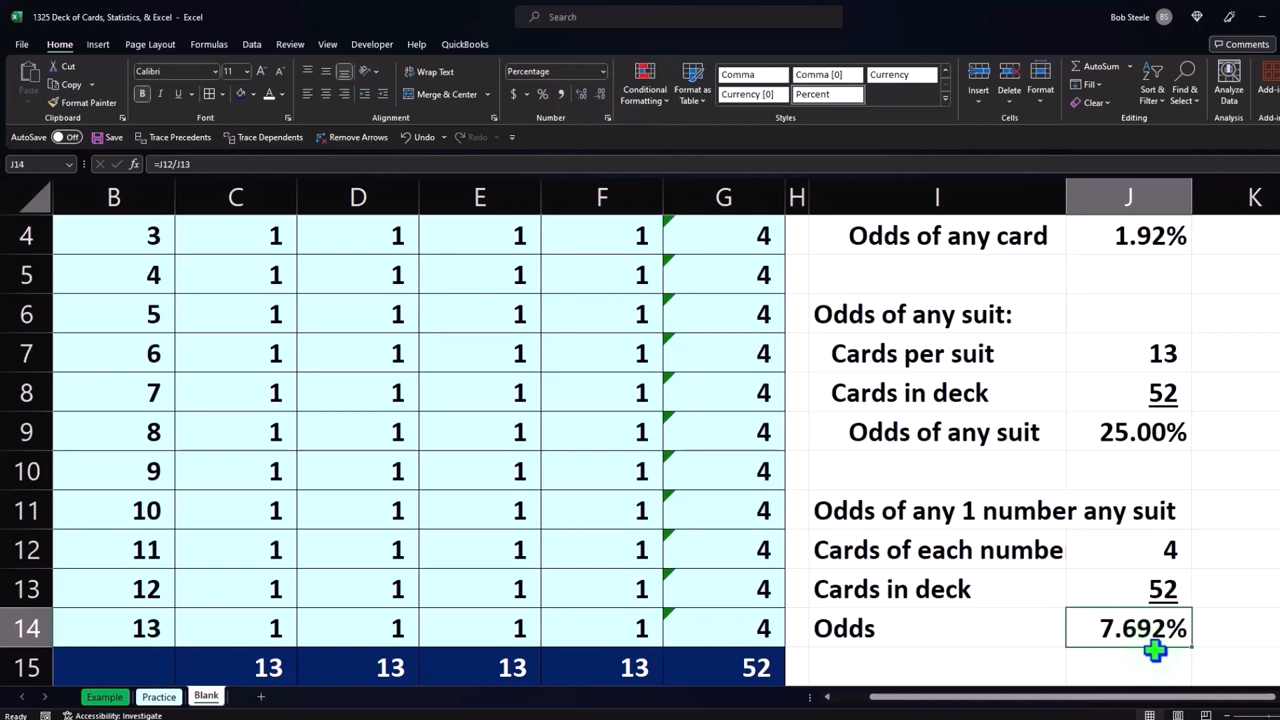 1325 Deck of Cards, Statistics, & Excel - Excel
Search
Bob Steele BS
File Home Insert Page Layout Formulas Data Review View Developer Help QuickBooks Comments
Paste
Cut
Copy
Format Painter
Clipboard
Calibri 11
B I U
Font
Wrap Text
Merge & Center
Alignment
Percentage
$ % 9
Number
Conditional Formatting
Format as Table
Comma Comma [0] Currency
Currency [0] Percent
Styles
Insert Delete Format
Cells
AutoSum
Fill
Clear
Sort & Filter
Find & Select
Editing
Analyze Data
Analysis
Add-in
AutoSave Off Save Trace Precedents Trace Dependents Remove Arrows Undo Redo
J14 fx =J12/J13
B C D E F G H I J K
4 3 1 1 1 1 4 Odds of any card 1.92%
5 4 1 1 1 1 4
6 5 1 1 1 1 4 Odds of any suit:
7 6 1 1 1 1 4 Cards per suit 13
8 7 1 1 1 1 4 Cards in deck 52
9 8 1 1 1 1 4 Odds of any suit 25.00%
10 9 1 1 1 1 4
11 10 1 1 1 1 4 Odds of any 1 number any suit
12 11 1 1 1 1 4 Cards of each number 4
13 12 1 1 1 1 4 Cards in deck 52
14 13 1 1 1 1 4 Odds 7.692%
15 13 13 13 13 52
Example Practice Blank
Ready Accessibility: Investigate